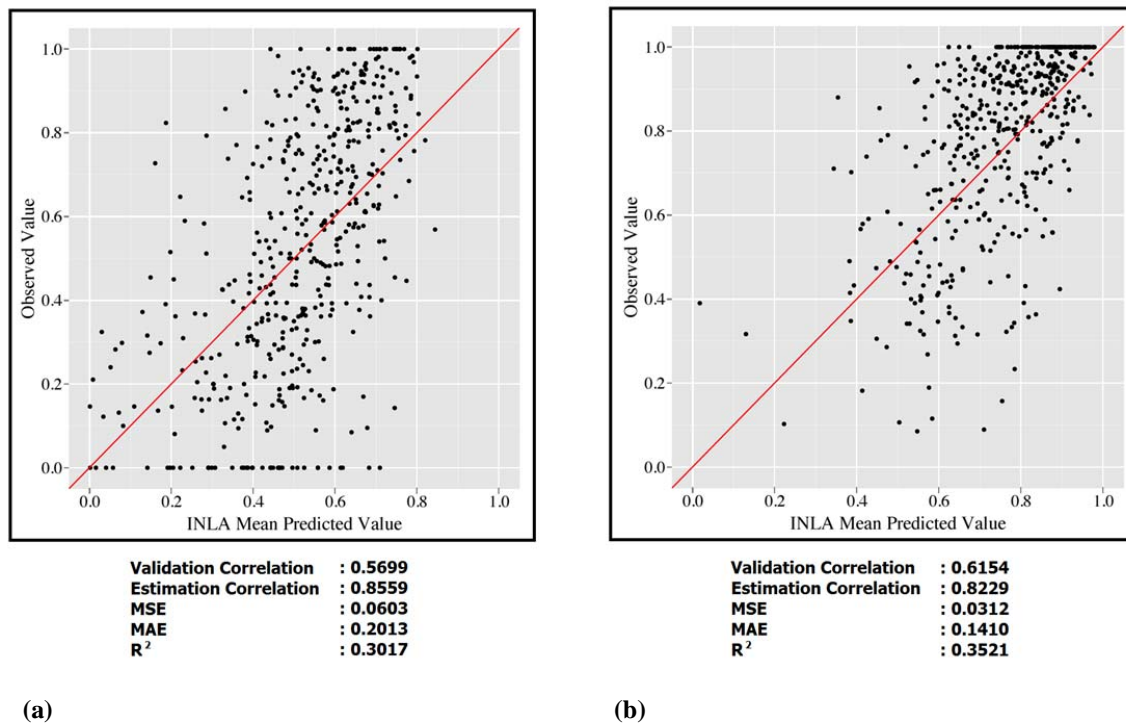 1.0
0.8
0.6
0.4
0.2
0.0
Observed Value
0.0 0.2 0.4 0.6 0.8 1.0
INLA Mean Predicted Value
Validation Correlation : 0.5699
Estimation Correlation : 0.8559
MSE : 0.0603
MAE : 0.2013
R² : 0.3017
(a)
1.0
0.8
0.6
0.4
0.2
0.0
Observed Value
0.0 0.2 0.4 0.6 0.8 1.0
INLA Mean Predicted Value
Validation Correlation : 0.6154
Estimation Correlation : 0.8229
MSE : 0.0312
MAE : 0.1410
R² : 0.3521
(b)